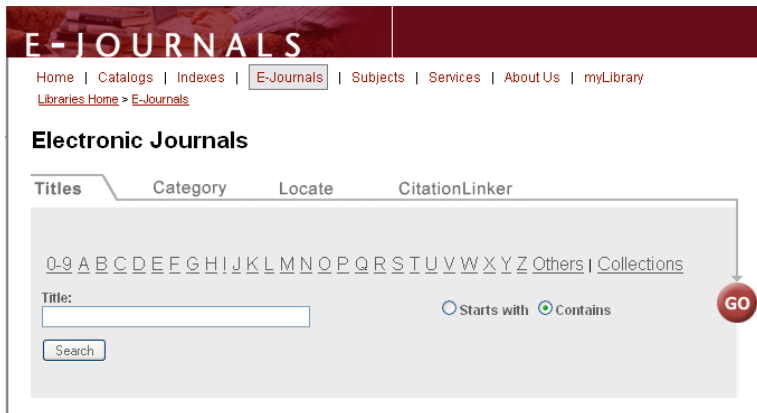 E-JOURNALS
Home | Catalogs | Indexes | E-Journals | Subjects | Services | About Us | myLibrary
Libraries Home > E-Journals
Electronic Journals
Titles Category Locate CitationLinker
0-9 A B C D E F G H I J K L M N O P Q R S T U V W X Y Z Others | Collections
Title:
Starts with Contains
GO
Search